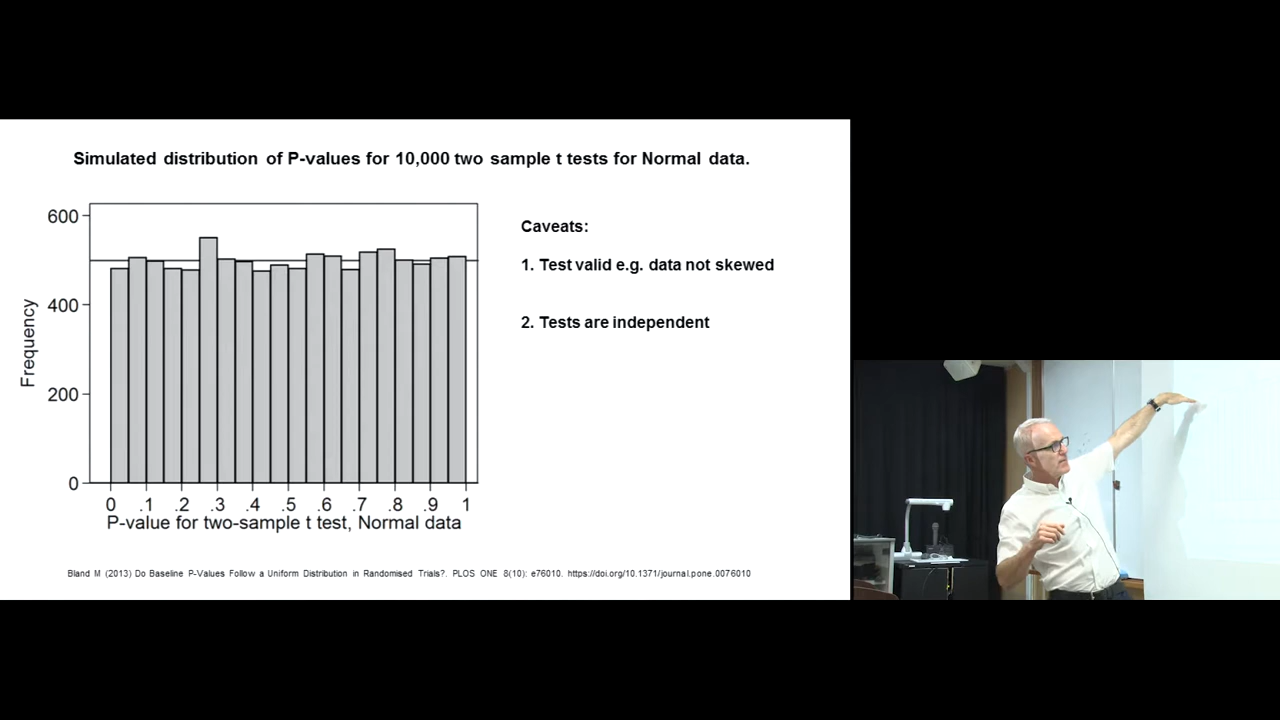 Simulated distribution of P-values for 10,000 two sample t tests for Normal data.
600
400
200
0
Frequency
0 .1 .2 .3 .4 .5 .6 .7 .8 .9 1
P-value for two-sample t test, Normal data
Caveats:
1. Test valid e.g. data not skewed
2. Tests are independent
Bland M (2013) Do Baseline P-Values Follow a Uniform Distribution in Randomised Trials?. PLOS ONE 8(10): e76010. https://doi.org/10.1371/journal.pone.0076010